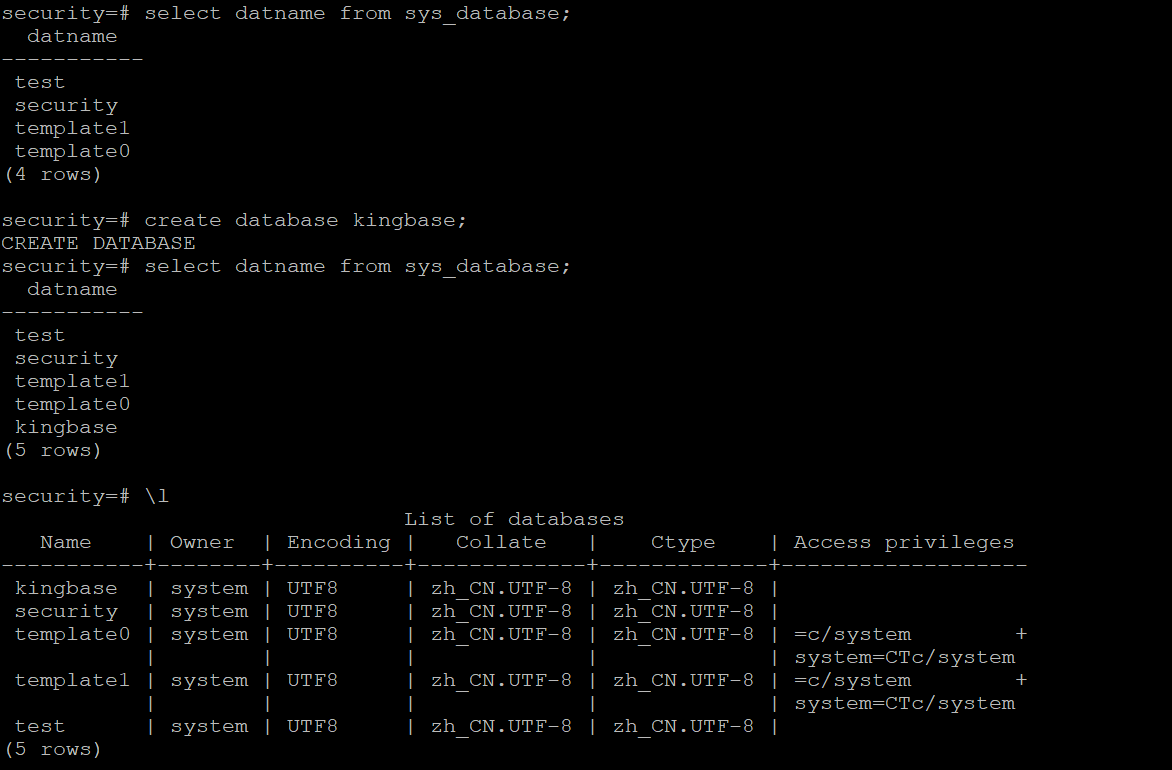 security=# select datname from sys_database;
  datname
-----------
 test
 security
 template1
 template0
(4 rows)

security=# create database kingbase;
CREATE DATABASE
security=# select datname from sys_database;
  datname
-----------
 test
 security
 template1
 template0
 kingbase
(5 rows)

security=# \l
                               List of databases
   Name    | Owner  | Encoding |   Collate   |    Ctype    | Access privileges
-----------+--------+----------+-------------+-------------+-------------------
 kingbase  | system | UTF8     | zh_CN.UTF-8 | zh_CN.UTF-8 |
 security  | system | UTF8     | zh_CN.UTF-8 | zh_CN.UTF-8 |
 template0 | system | UTF8     | zh_CN.UTF-8 | zh_CN.UTF-8 | =c/system        +
           |        |          |             |             | system=CTc/system
 template1 | system | UTF8     | zh_CN.UTF-8 | zh_CN.UTF-8 | =c/system        +
           |        |          |             |             | system=CTc/system
 test      | system | UTF8     | zh_CN.UTF-8 | zh_CN.UTF-8 |
(5 rows)